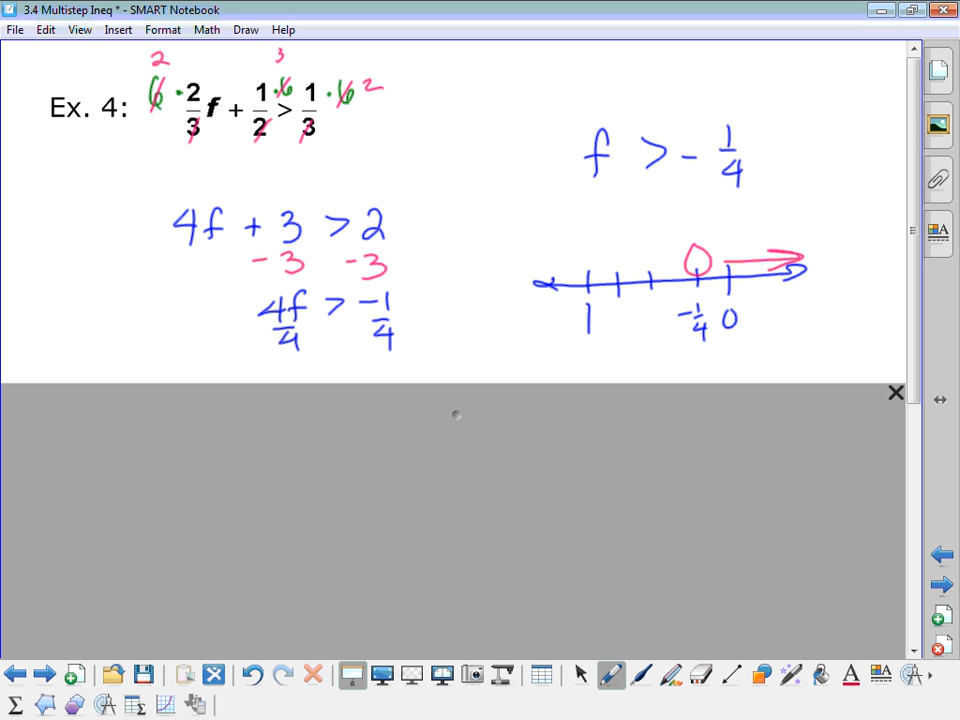 3.4 Multistep Ineq * - SMART Notebook
File Edit View Insert Format Math Draw Help
2 3
Ex. 4: 6 · 2/3 f + 1/2 · 6 > 1/3 · 6 2
f > - 1/4
4f + 3 > 2
- 3 - 3
4f/4 > -1/4
1 -1/4 0